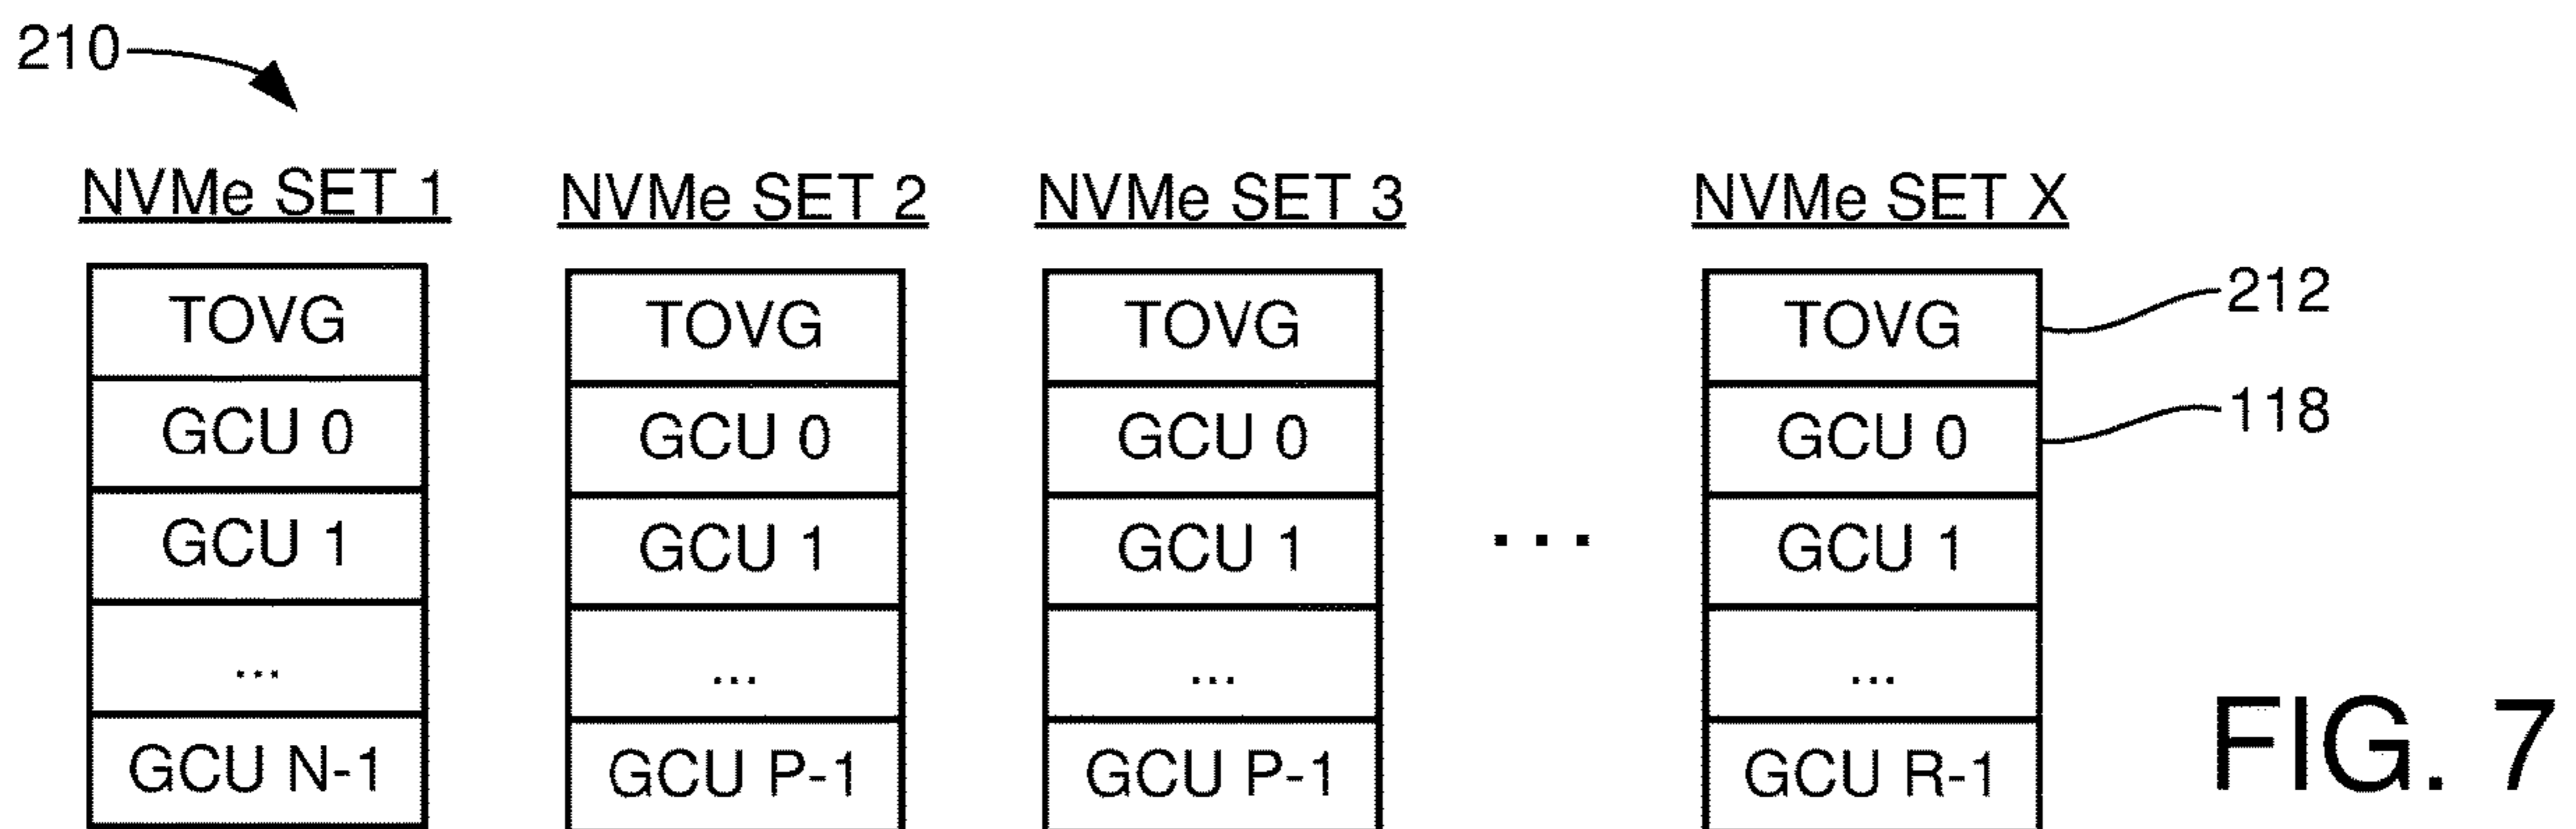 210
NVMe SET 1 NVMe SET 2 NVMe SET 3 NVMe SET X
TOVG TOVG TOVG TOVG 212
GCU 0 GCU 0 GCU 0 GCU 0 118
GCU 1 GCU 1 GCU 1 ... GCU 1
... ... ... ...
GCU N-1 GCU P-1 GCU P-1 GCU R-1
FIG. 7